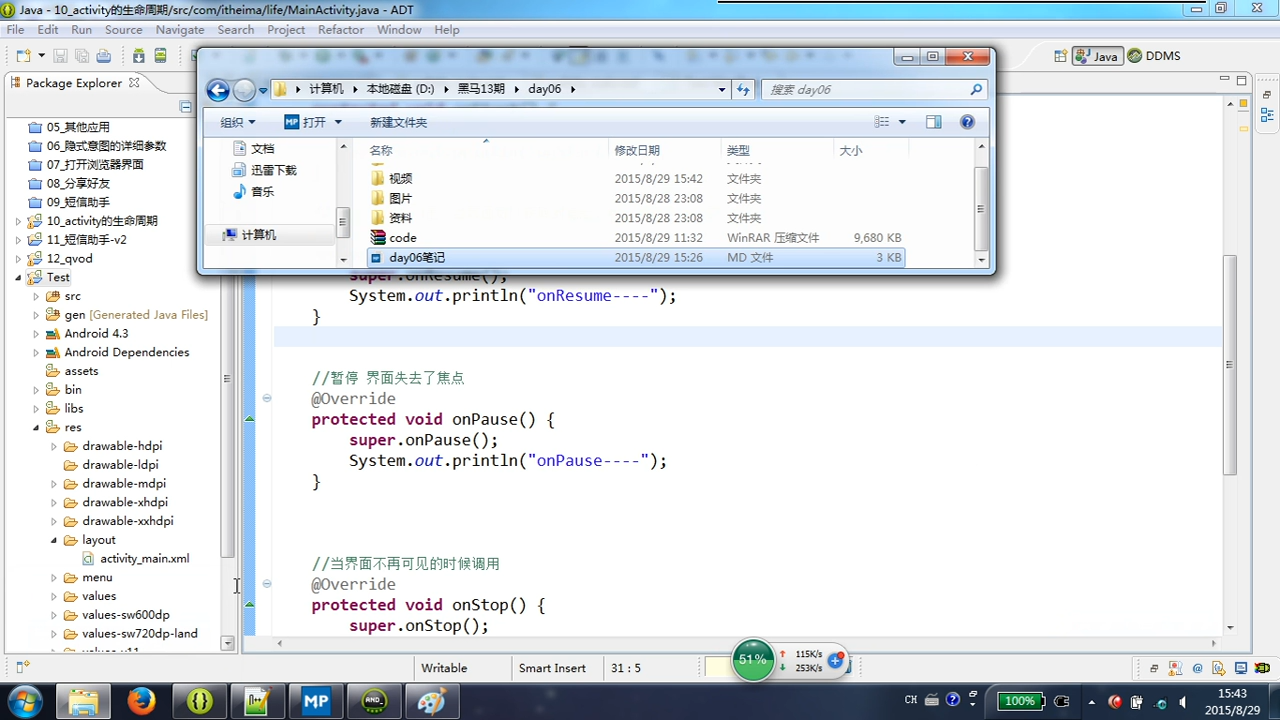 Java - 10_activity的生命周期/src/com/itheima/life/MainActivity.java - ADT
File Edit Run Source Navigate Search Project Refactor Window Help
Java DDMS
Package Explorer
05_其他应用
06_隐式意图的详细参数
07_打开浏览器界面
08_分享好友
09_短信助手
10_activity的生命周期
11_短信助手-v2
12_qvod
Test
src
gen [Generated Java Files]
Android 4.3
Android Dependencies
assets
bin
libs
res
drawable-hdpi
drawable-ldpi
drawable-mdpi
drawable-xhdpi
drawable-xxhdpi
layout
activity_main.xml
menu
values
values-sw600dp
values-sw720dp-land
计算机 本地磁盘 (D:) 黑马13期 day06
搜索 day06
组织 MP 打开 新建文件夹
文档
迅雷下载
音乐
计算机
名称 修改日期 类型 大小
视频 2015/8/29 15:42 文件夹
图片 2015/8/28 23:08 文件夹
资料 2015/8/28 23:08 文件夹
code 2015/8/29 11:32 WinRAR 压缩文件 9,680 KB
day06笔记 2015/8/29 15:26 MD 文件 3 KB
super.onResume();
System.out.println("onResume----");
}
//暂停 界面失去了焦点
@Override
protected void onPause() {
super.onPause();
System.out.println("onPause----");
}
//当界面不再可见的时候调用
@Override
protected void onStop() {
super.onStop();
Writable Smart Insert 31 : 5
51% 115K/s
253K/s
MP
CH 100%
15:43
2015/8/29